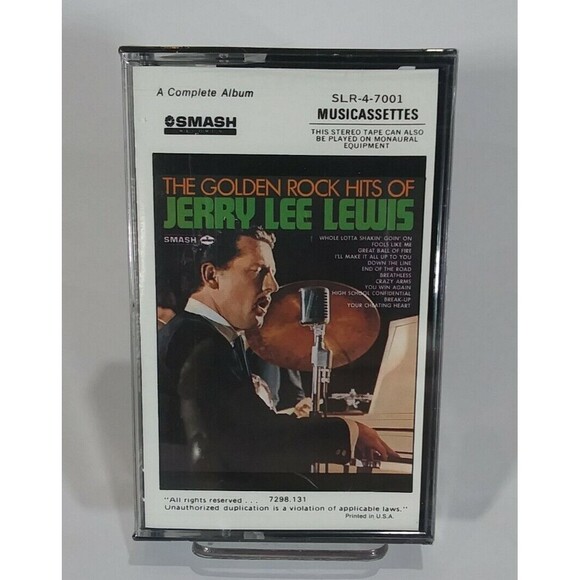 A Complete Album
SMASH
SLR-4-7001
MUSICASSETTES
THIS STEREO TAPE CAN ALSO
BE PLAYED ON MONAURAL
EQUIPMENT
THE GOLDEN ROCK HITS OF
JERRY LEE LEWIS
SMASH
WHOLE LOTTA SHAKIN' GOIN' ON
FOOLS LIKE ME
GREAT BALL OF FIRE
I'LL MAKE IT ALL UP TO YOU
DOWN THE LINE
END OF THE ROAD
BREATHLESS
CRAZY ARMS
YOU WIN AGAIN
HIGH SCHOOL CONFIDENTIAL
BREAK-UP
YOUR CHEATING HEART
"All rights reserved . . . 7298.131
Unauthorized duplication is a violation of applicable laws."
Printed in U.S.A.